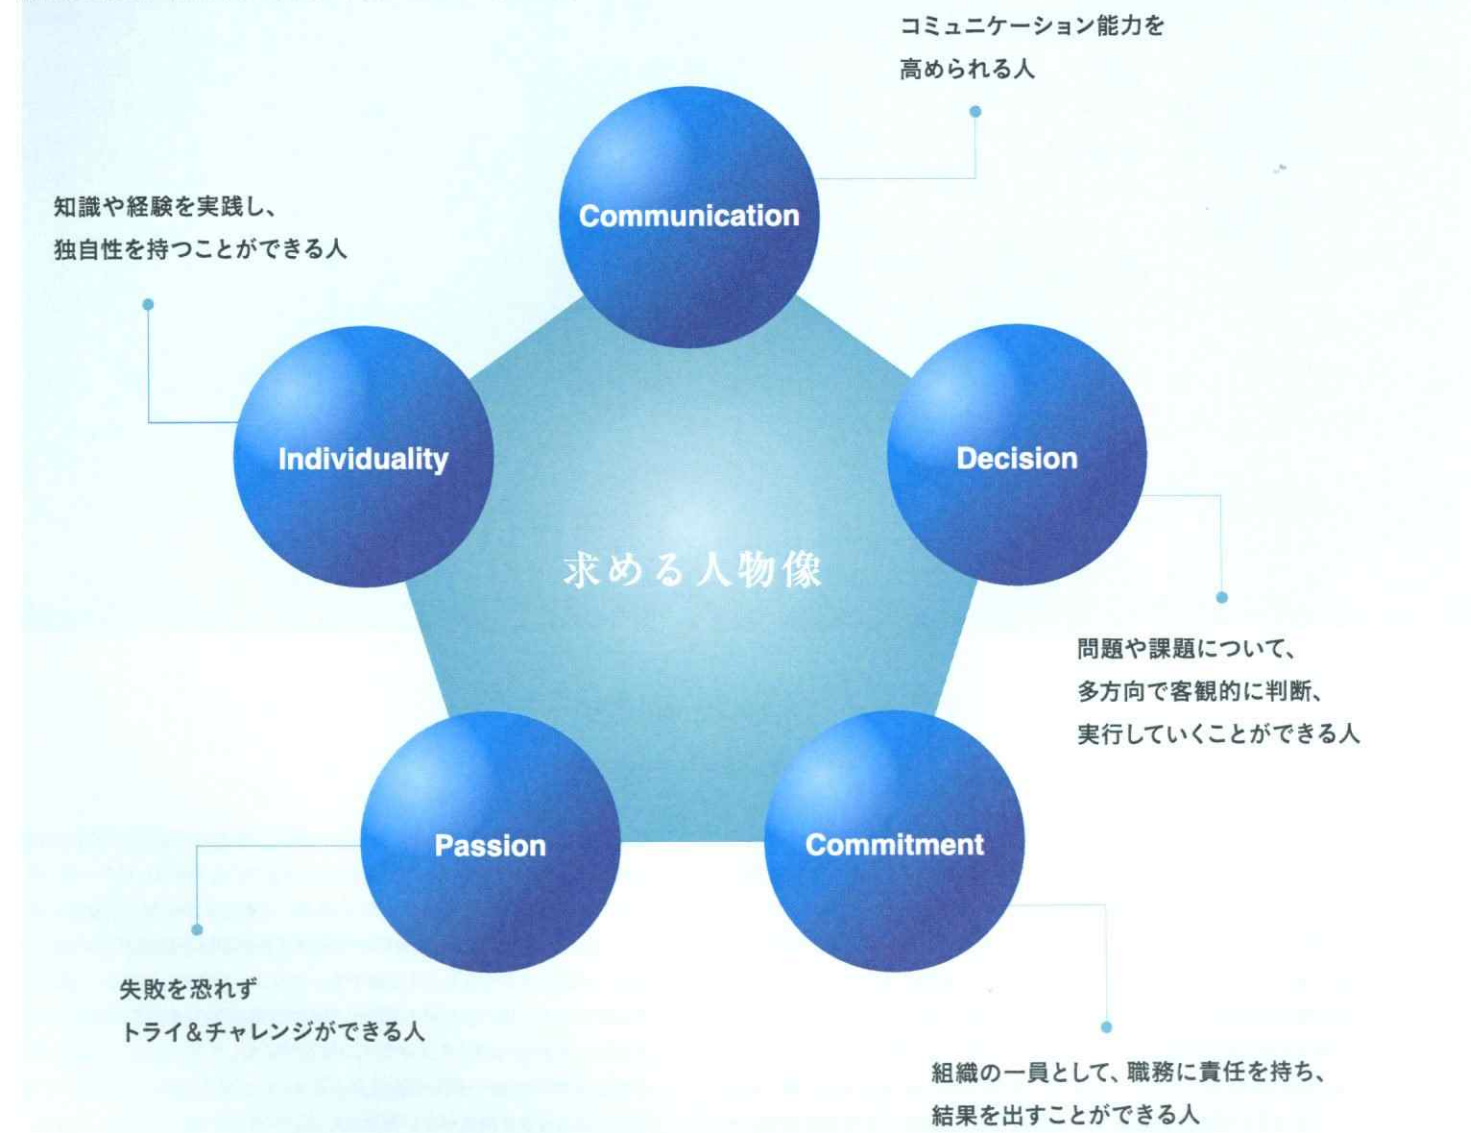 コミュニケーション能力を
高められる人
Communication
知識や経験を実践し、
独自性を持つことができる人
Individuality
Decision
求める人物像
問題や課題について、
多方向で客観的に判断、
実行していくことができる人
Passion
Commitment
失敗を恐れず
トライ&チャレンジができる人
組織の一員として、職務に責任を持ち、
結果を出すことができる人